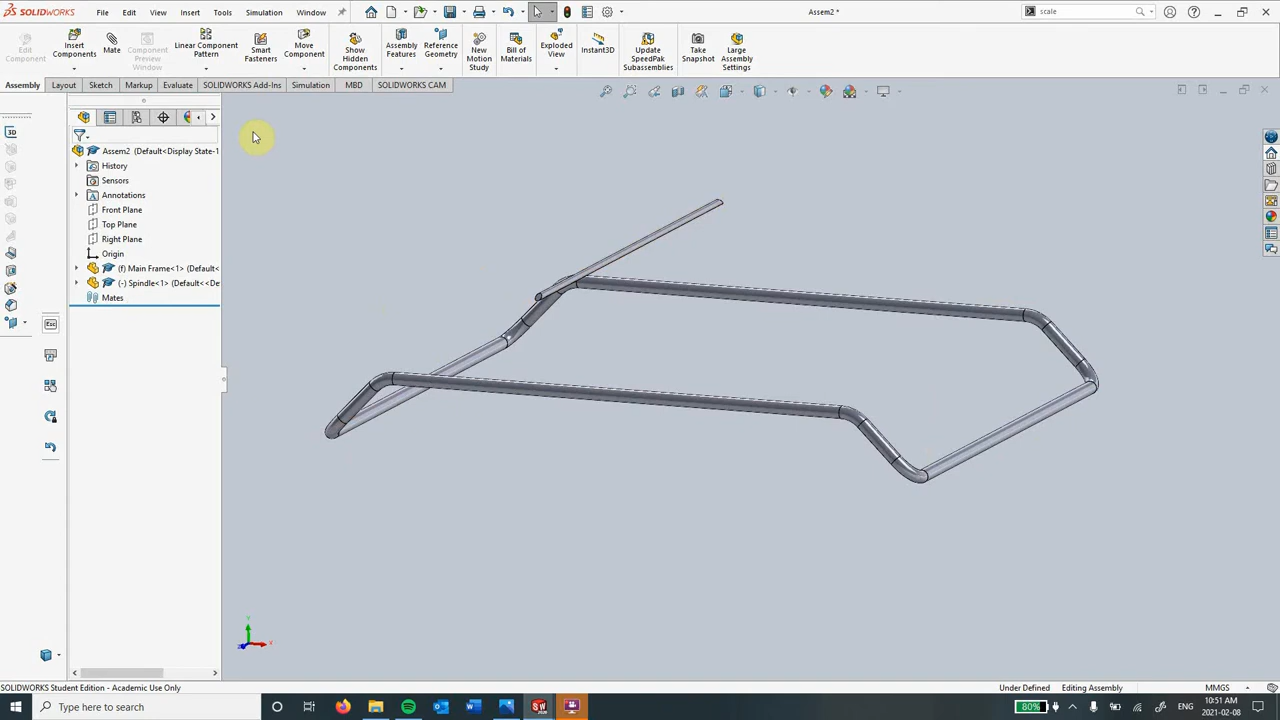 SOLIDWORKS
File
Edit
View
Insert
Tools
Simulation
Window
Assem2 *
scale
Edit Component
Insert Components
Mate
Component Preview Window
Linear Component Pattern
Smart Fasteners
Move Component
Show Hidden Components
Assembly Features
Reference Geometry
New Motion Study
Bill of Materials
Exploded View
Instant3D
Update SpeedPak Subassemblies
Take Snapshot
Large Assembly Settings
Assembly
Layout
Sketch
Markup
Evaluate
SOLIDWORKS Add-Ins
Simulation
MBD
SOLIDWORKS CAM
Assem2 (Default<Display State-1
History
Sensors
Annotations
Front Plane
Top Plane
Right Plane
Origin
(f) Main Frame<1> (Default<
(-) Spindle<1> (Default<<De
Mates
Esc
SOLIDWORKS Student Edition - Academic Use Only
Under Defined
Editing Assembly
MMGS
Type here to search
80%
ENG
10:51 AM
2021-02-08